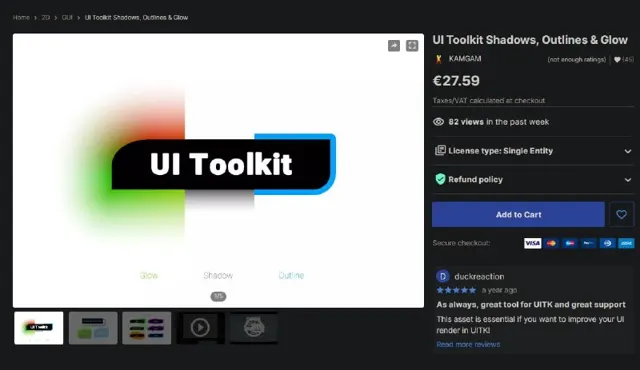 Home > 2D > GUI > UI Toolkit Shadows, Outlines & Glow
UI Toolkit Shadows, Outlines & Glow
KAMGAM
(not enough ratings) | (45)
€27.59
Taxes/VAT calculated at checkout
82 views in the past week
License type: Single Entity
Refund policy
Add to Cart
Secure checkout:
VISA
PayPal
UI Toolkit
Glow
Shadow
Outline
1/5
UI Toolkit
D duckreaction
a year ago
As always, great tool for UITK and great support
This asset is essential if you want to improve your UI
render in UITK!
Read more reviews